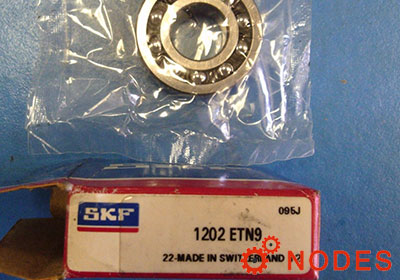 SKF
095J
1202 ETN9
22-MADE IN SWITZERLAND
NODES